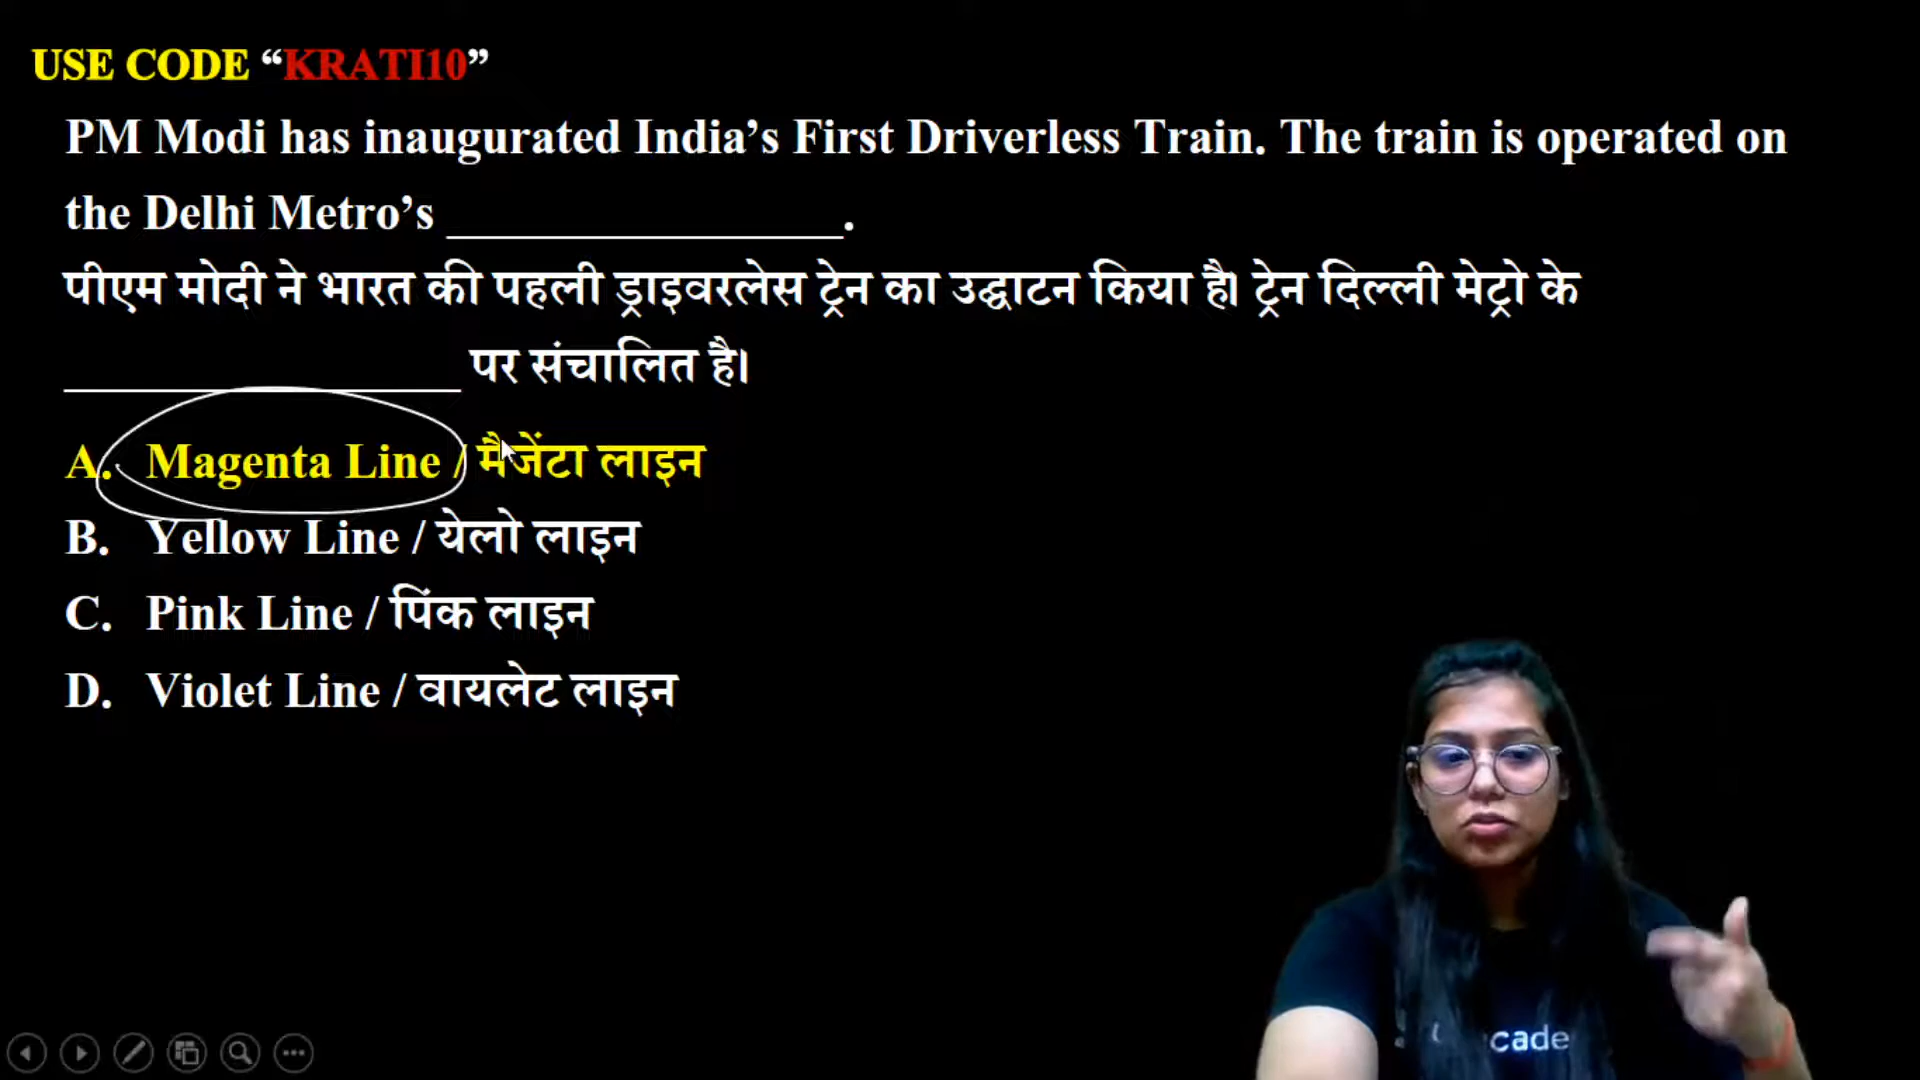 USE CODE “KRATI10”
PM Modi has inaugurated India’s First Driverless Train. The train is operated on
the Delhi Metro’s ________________.
पीएम मोदी ने भारत की पहली ड्राइवरलेस ट्रेन का उद्घाटन किया है। ट्रेन दिल्ली मेट्रो के
________________ पर संचालित है।
A. Magenta Line / मैजेंटा लाइन
B. Yellow Line / येलो लाइन
C. Pink Line / पिंक लाइन
D. Violet Line / वायलेट लाइन